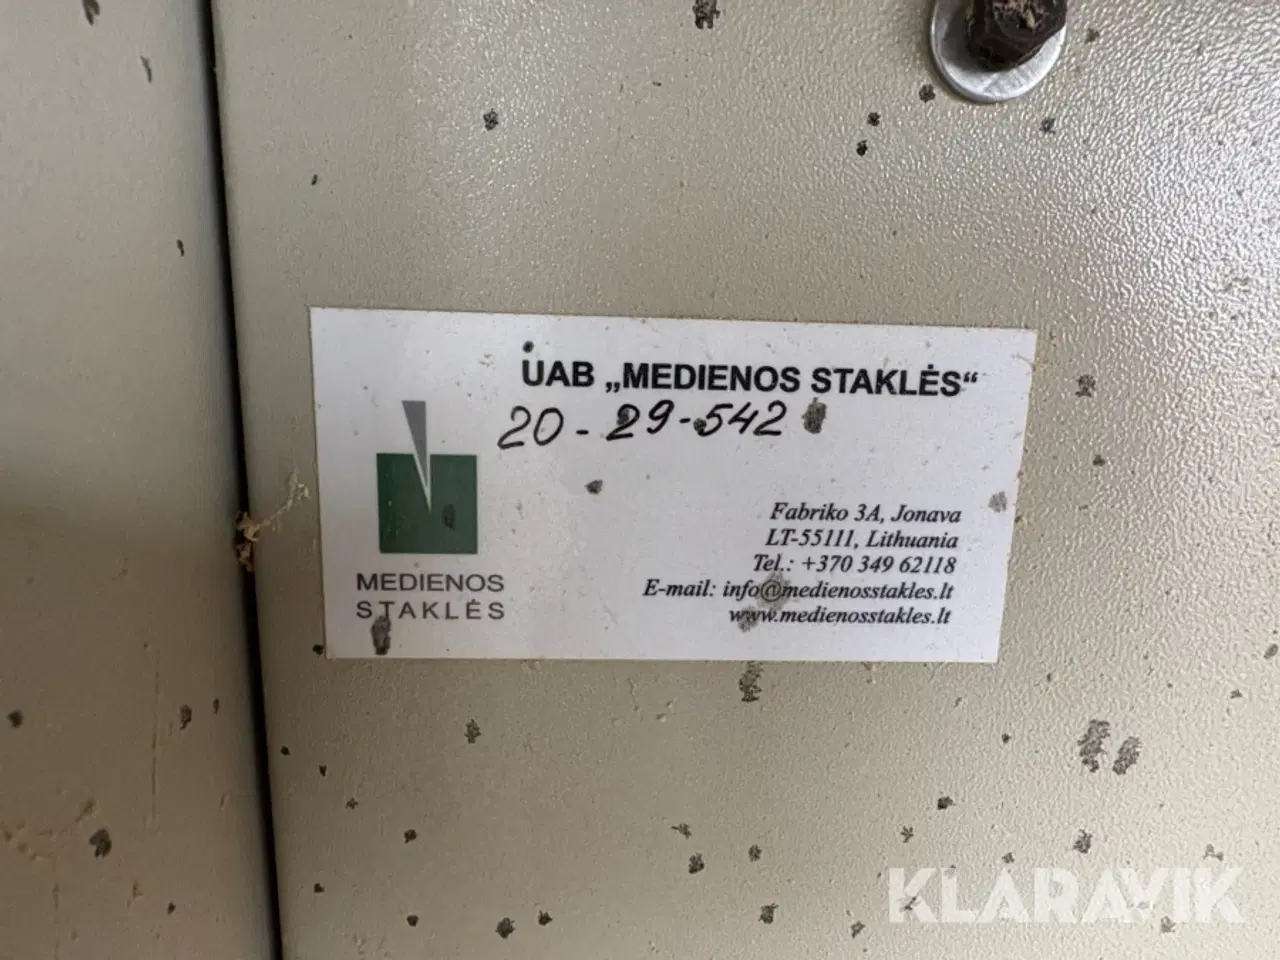 UAB „MEDIENOS STAKLĖS“
20-29-542
MEDIENOS
STAKLĖS
Fabriko 3A, Jonava
LT-55111, Lithuania
Tel.: +370 349 62118
E-mail: info@medienosstakles.lt
www.medienosstakles.lt
KLARAVIK